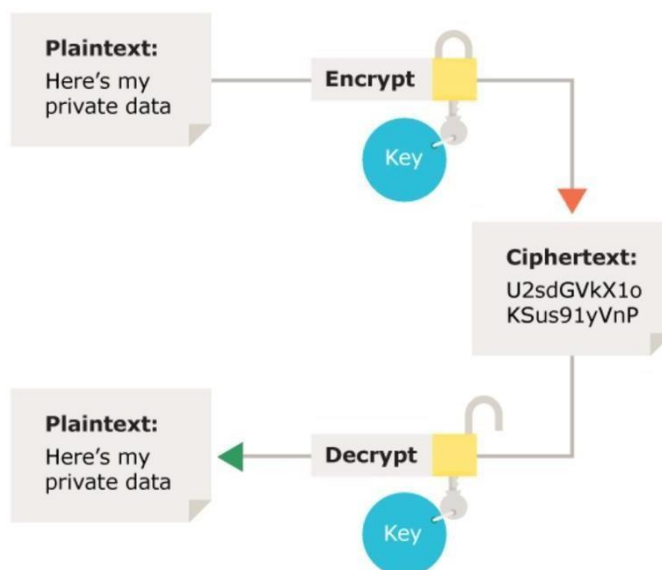 Plaintext:
Here’s my
private data
Encrypt
Key
Ciphertext:
U2sdGVkX1o
KSus91yVnP
Plaintext:
Here’s my
private data
Decrypt
Key